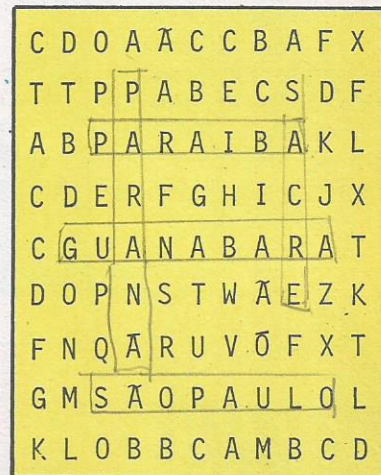 C D O A Ã C C B A F X
T T P P A B E C S D F
A B P A R A I B A K L
C D E R F G H I C J X
C G U A N A B A R A T
D O P N S T W Ã E Z K
F N Q Ã R U V Õ F X T
G M S Ã O P A U L O L
K L O B B C A M B C D